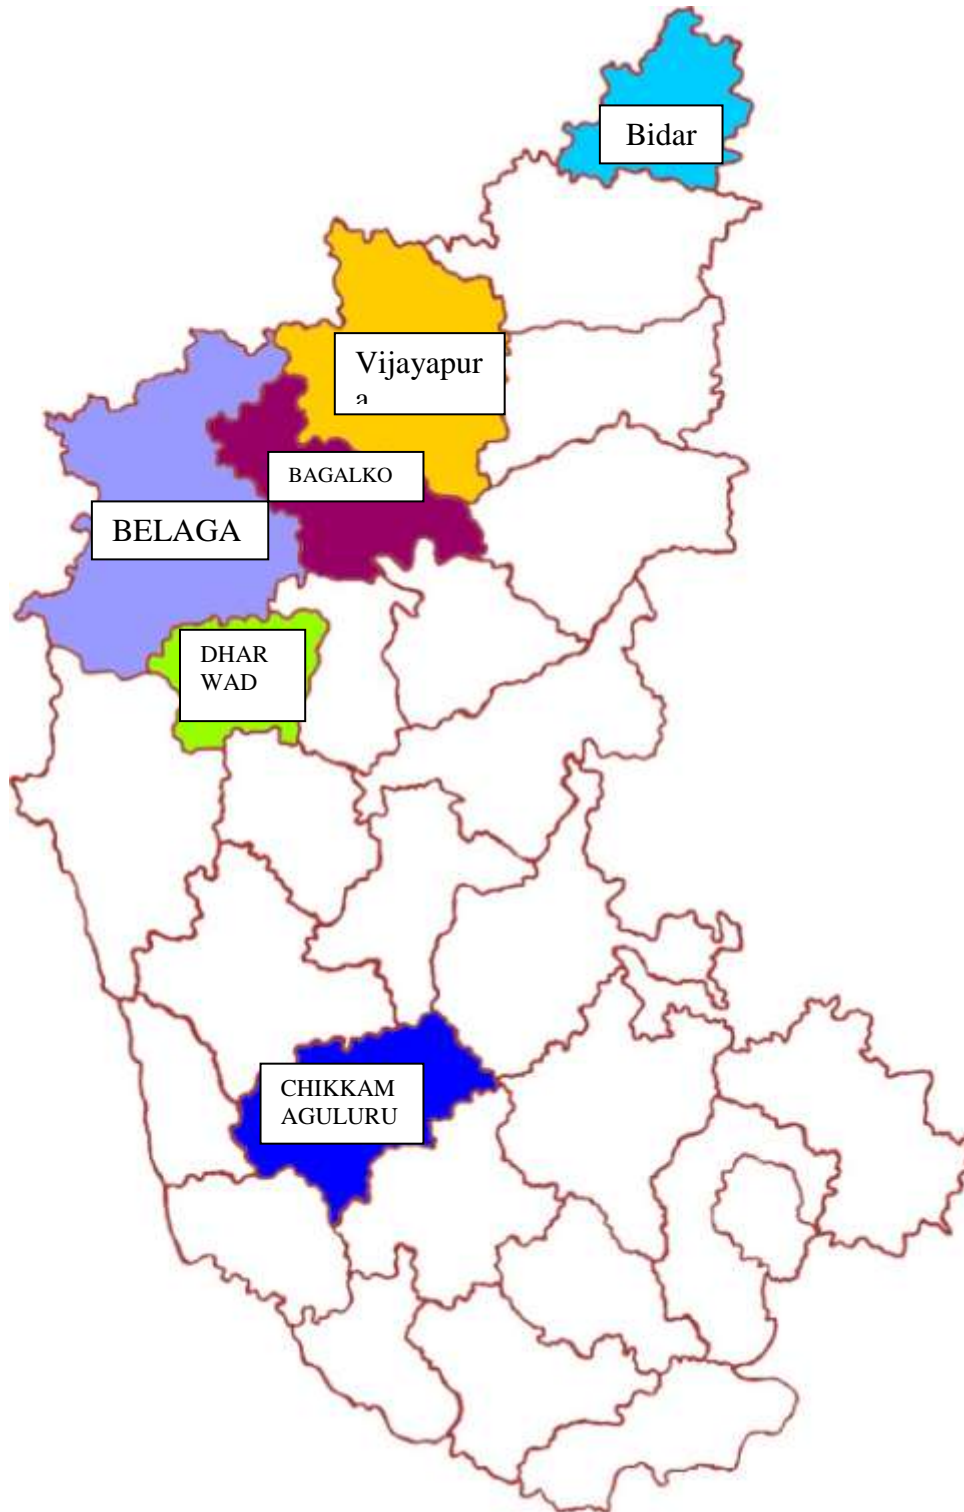 Bidar
Vijayapur
a
BAGALKO
BELAGA
DHAR
WAD
CHIKKAM
AGULURU